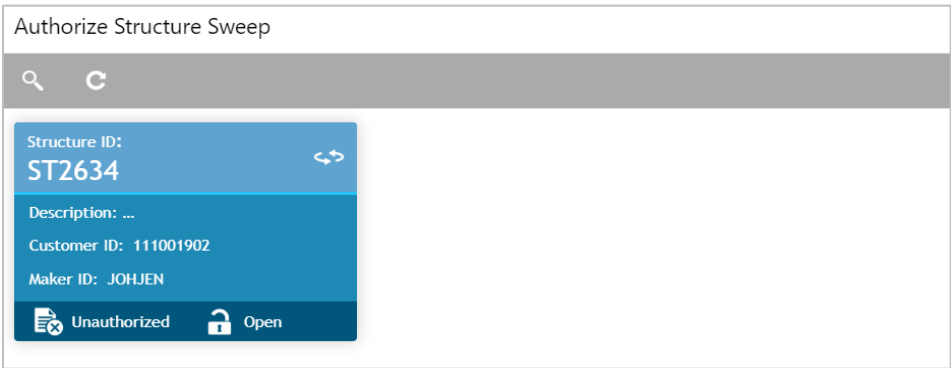 Authorize Structure Sweep
Structure ID:
ST2634
Description: ...
Customer ID: 111001902
Maker ID: JOHJEN
Unauthorized Open